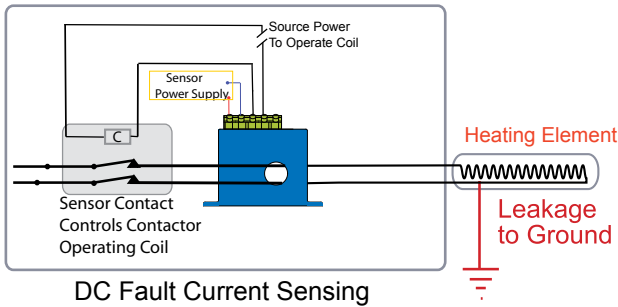 Source Power
To Operate Coil
Sensor
Power Supply
C
Heating Element
Sensor Contact
Controls Contactor
Operating Coil
Leakage
to Ground
DC Fault Current Sensing